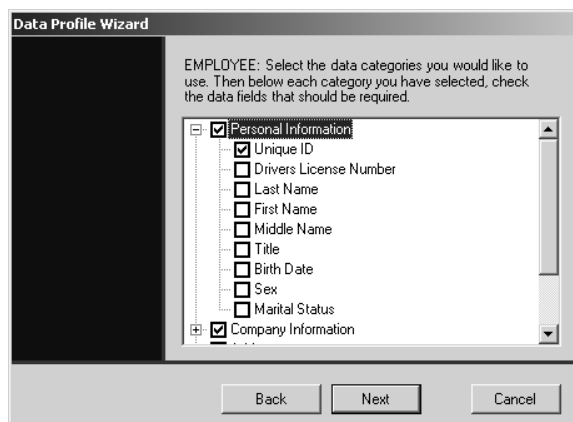 Data Profile Wizard
EMPLOYEE: Select the data categories you would like to
use. Then below each category you have selected, check
the data fields that should be required.
Personal Information
Unique ID
Drivers License Number
Last Name
First Name
Middle Name
Title
Birth Date
Sex
Marital Status
Company Information
Back Next Cancel